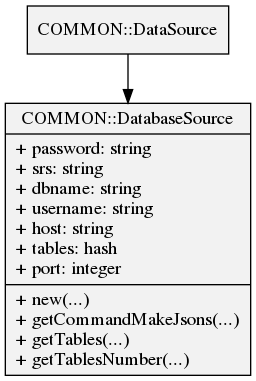 COMMON::DataSource
COMMON::DatabaseSource
+ password: string
+ srs: string
+ dbname: string
+ username: string
+ host: string
+ tables: hash
+ port: integer
+ new(...)
+ getCommandMakeJsons(...)
+ getTables(...)
+ getTablesNumber(...)